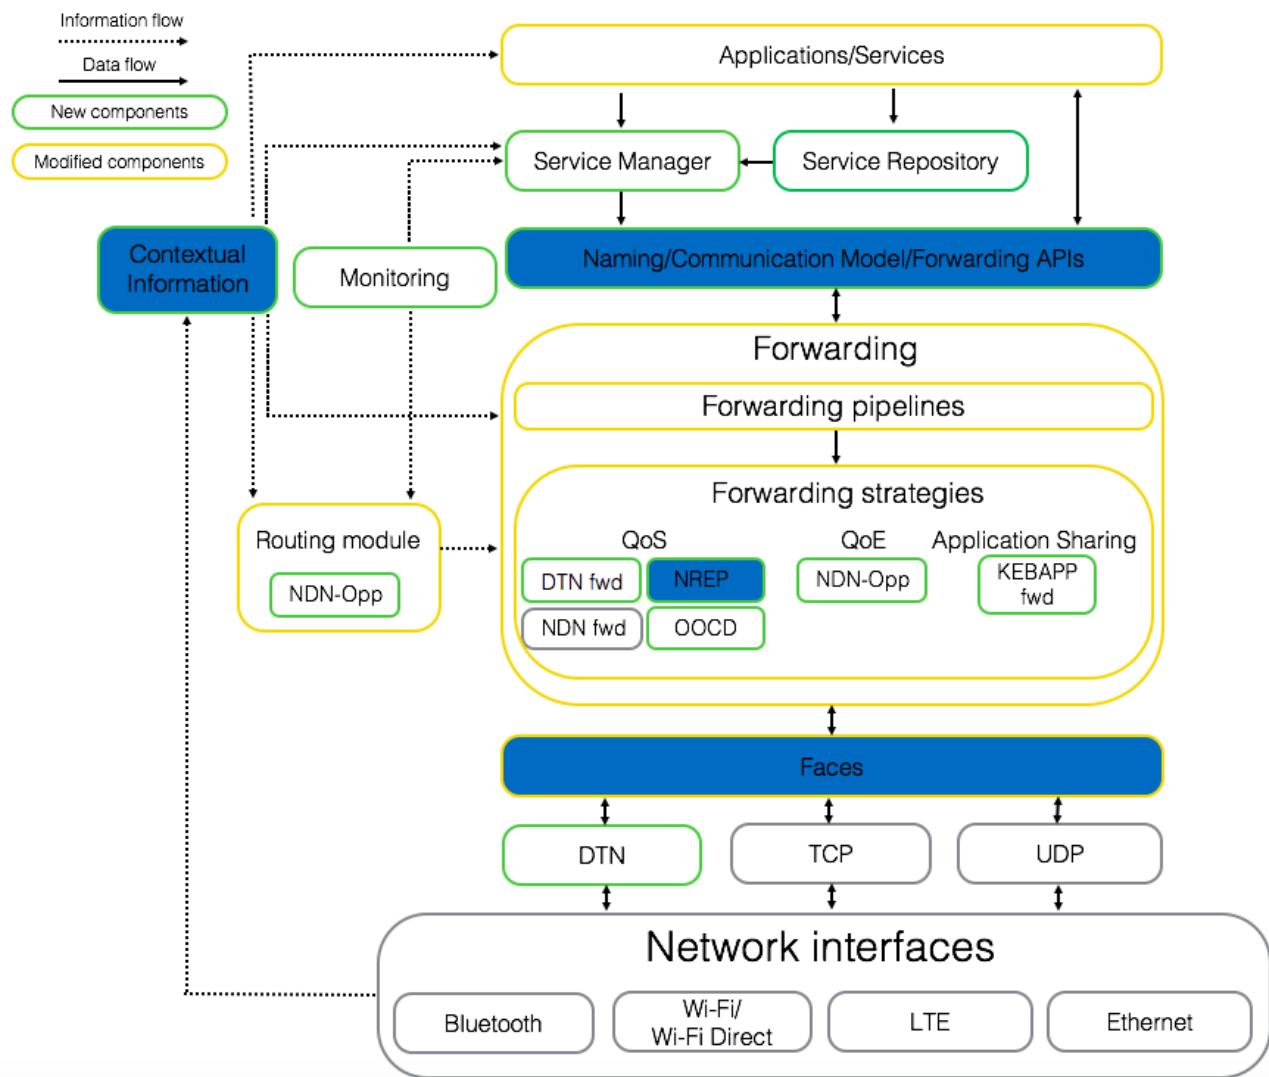 Information flow
Data flow
New components
Modified components
Applications/Services
Service Manager
Service Repository
Contextual
Information
Monitoring
Naming/Communication Model/Forwarding APIs
Forwarding
Forwarding pipelines
Forwarding strategies
Routing module
NDN-Opp
QoS
QoE
Application Sharing
DTN fwd
NREP
NDN-Opp
KEBAPP
fwd
NDN fwd
OOCD
Faces
DTN
TCP
UDP
Network interfaces
Bluetooth
Wi-Fi/
Wi-Fi Direct
LTE
Ethernet